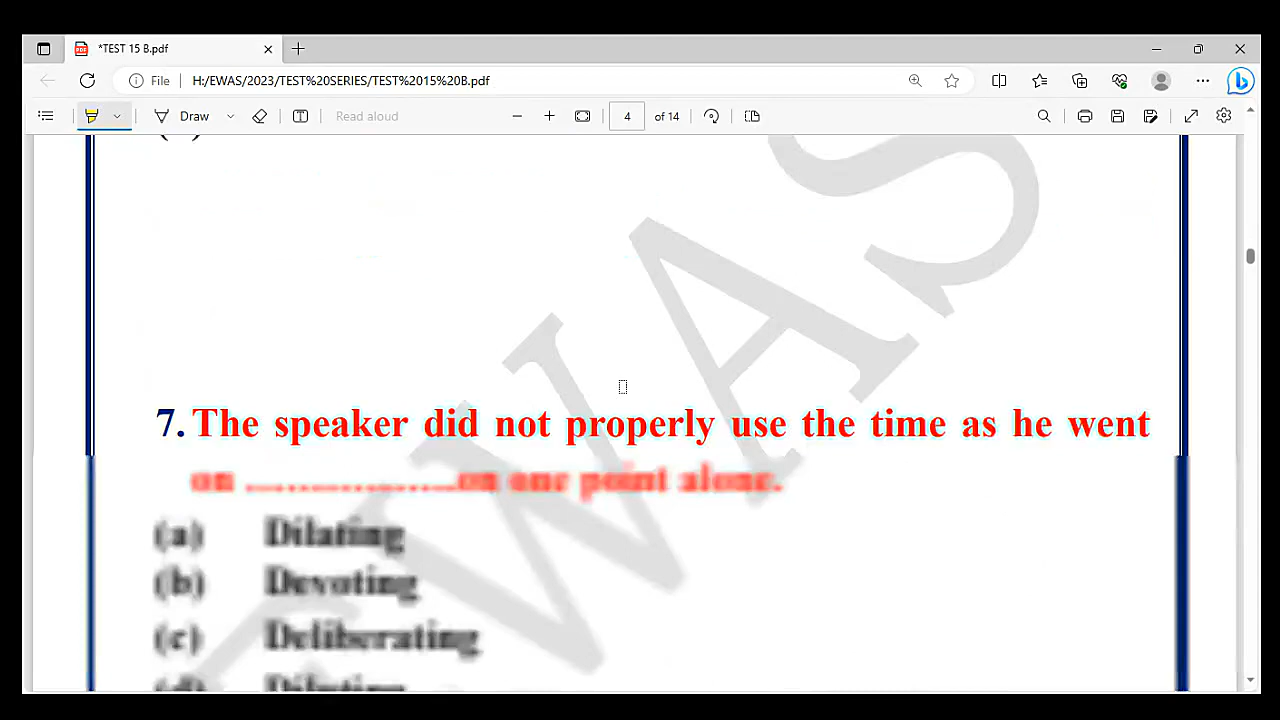 *TEST 15 B.pdf
File H:/EWAS/2023/TEST%20SERIES/TEST%2015%20B.pdf
Draw Read aloud 4 of 14
EWAS
7. The speaker did not properly use the time as he went
on ..................on one point alone.
(a) Dilating
(b) Devoting
(c) Deliberating
(d) Diluting